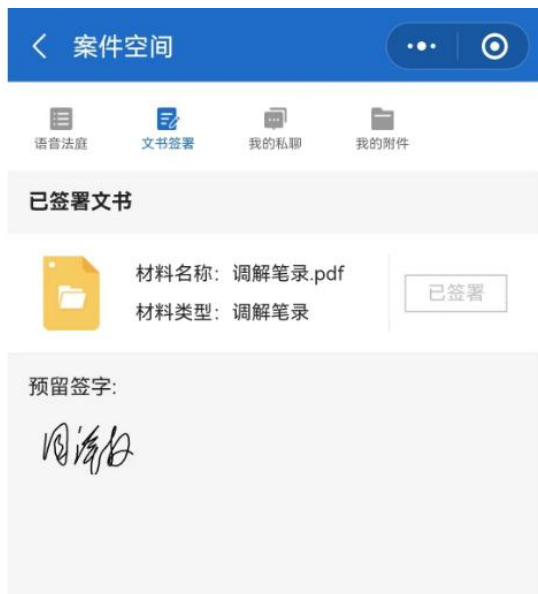 案件空间
语音法庭 文书签署 我的私聊 我的附件
已签署文书
材料名称：调解笔录.pdf
已签署
材料类型：调解笔录
预留签字: